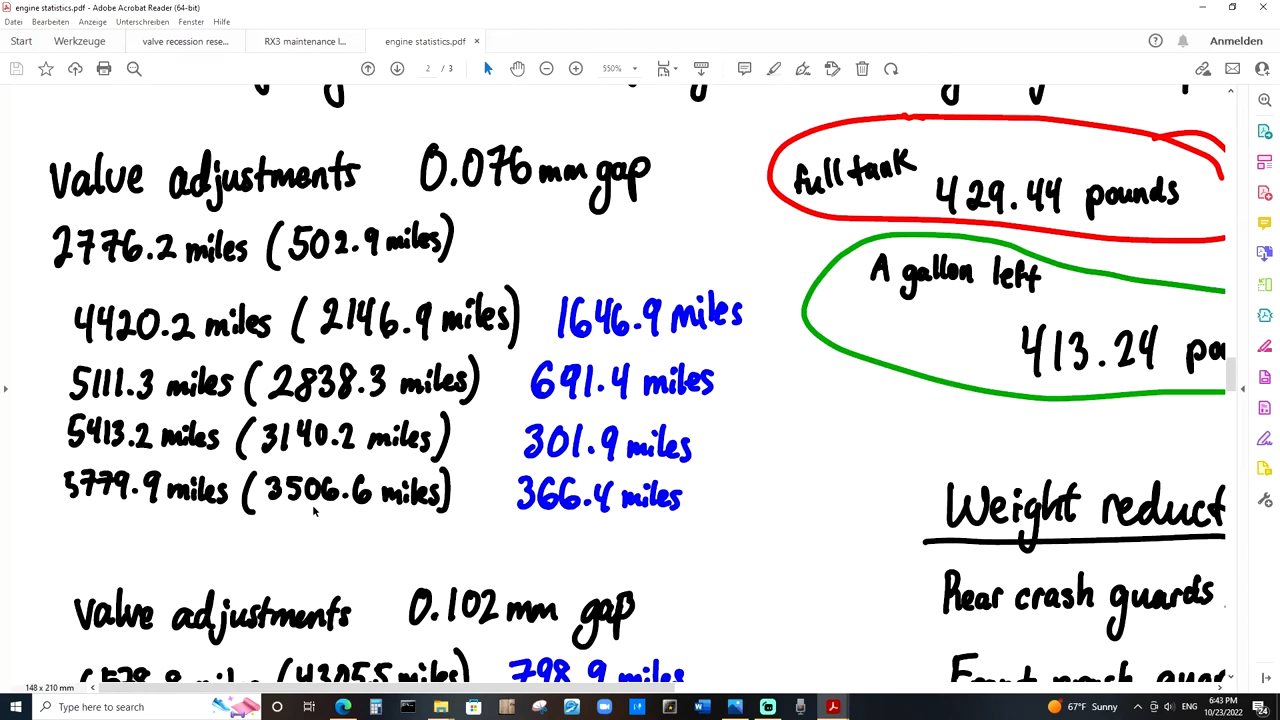 engine statistics.pdf - Adobe Acrobat Reader (64-bit)
Datei Bearbeiten Anzeige Unterschreiben Fenster Hilfe
Start Werkzeuge valve recession rese... RX3 maintenance l... engine statistics.pdf × Anmelden
2 / 3 550%
Valve adjustments 0.076 mm gap
2776.2 miles (502.9 miles)
4420.2 miles (2146.9 miles) 1646.9 miles
5111.3 miles (2838.3 miles) 691.4 miles
5413.2 miles (3140.2 miles) 301.9 miles
5779.9 miles (3506.6 miles) 366.4 miles
Valve adjustments 0.102 mm gap
(4305.5 miles) 798.9 miles
full tank 429.44 pounds
A gallon left
413.24
Weight reduct
Rear crash guards
148 x 210 mm
Type here to search
67°F Sunny
6:43 PM
10/23/2022